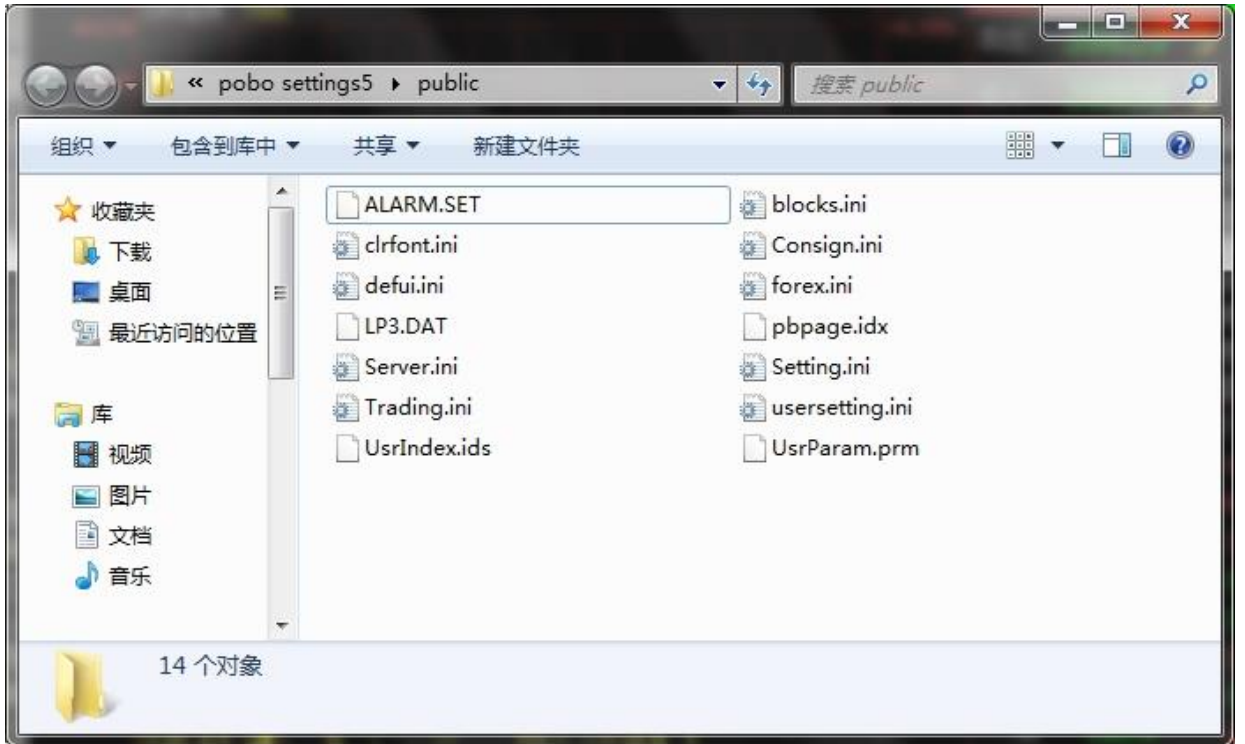 « pobo settings5 ▸ public
搜索 public
组织 包含到库中 共享 新建文件夹
收藏夹
下载
桌面
最近访问的位置
库
视频
图片
文档
音乐
ALARM.SET blocks.ini
clrfont.ini Consign.ini
defui.ini forex.ini
LP3.DAT pbpage.idx
Server.ini Setting.ini
Trading.ini usersetting.ini
UsrIndex.ids UsrParam.prm
14 个对象